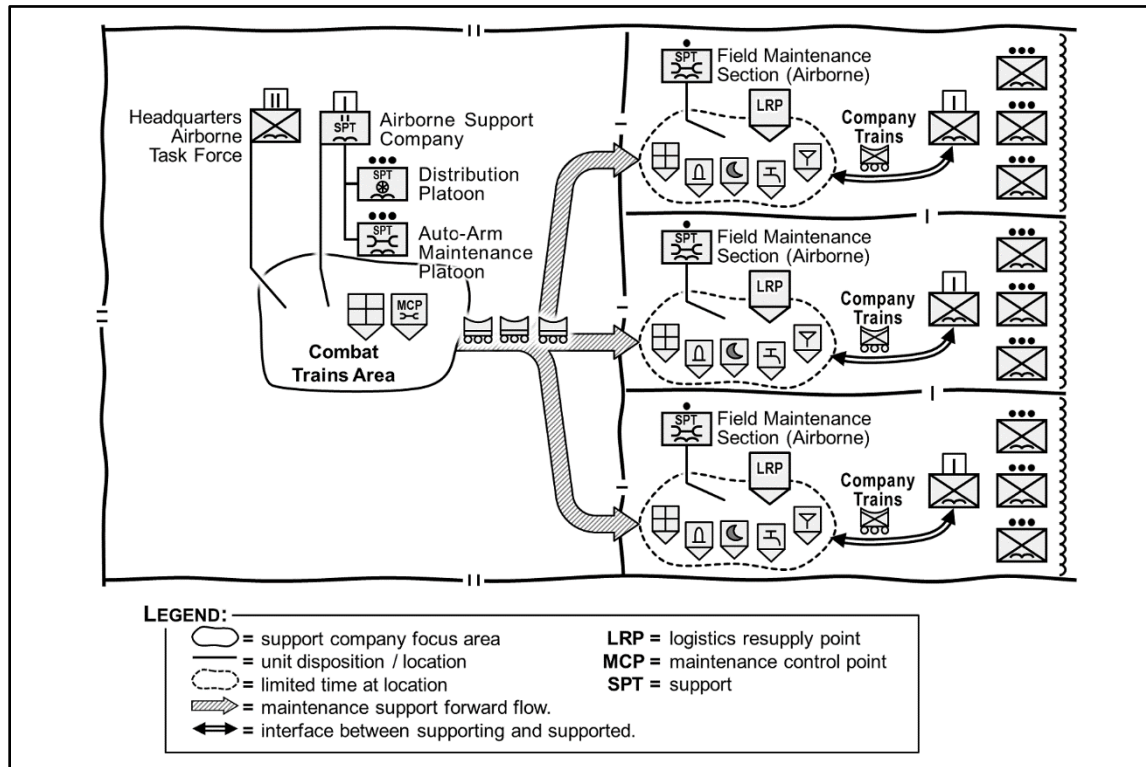 Headquarters
Airborne
Task Force
SPT
Airborne Support
Company
SPT
Distribution
Platoon
SPT
Auto-Arm
Maintenance
Platoon
MCP
Combat
Trains Area
SPT
Field Maintenance
Section (Airborne)
LRP
Company
Trains
SPT
Field Maintenance
Section (Airborne)
LRP
Company
Trains
SPT
Field Maintenance
Section (Airborne)
LRP
Company
Trains
LEGEND:
= support company focus area
= unit disposition / location
= limited time at location
= maintenance support forward flow.
= interface between supporting and supported.
LRP = logistics resupply point
MCP = maintenance control point
SPT = support